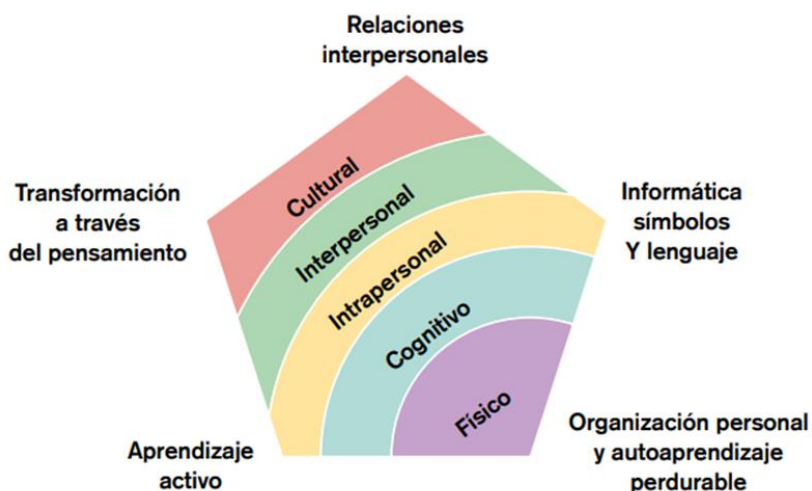 Relaciones
interpersonales
Transformación
a través
del pensamiento
Cultural
Interpersonal
Intrapersonal
Cognitivo
Físico
Informática
símbolos
Y lenguaje
Aprendizaje
activo
Organización personal
y autoaprendizaje
perdurable